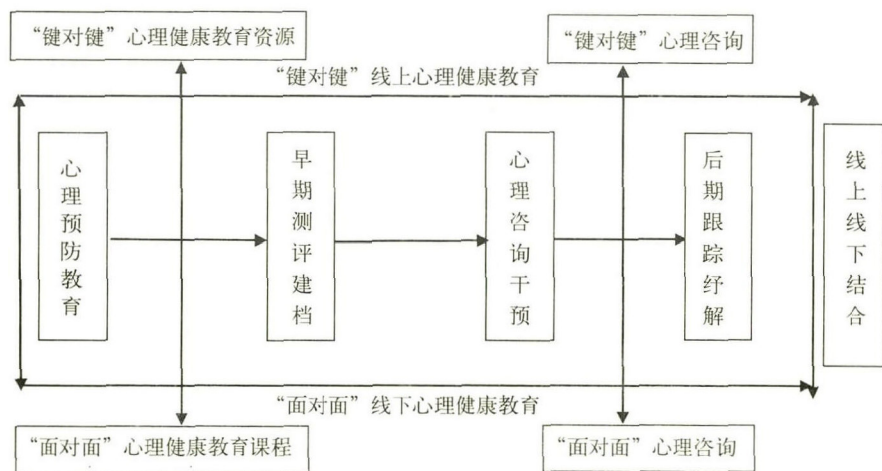 “键对键”心理健康教育资源
“键对键”心理咨询
“键对键”线上心理健康教育
心理预防教育
早期测评建档
心理咨询干预
后期跟踪纾解
线上线下结合
“面对面”线下心理健康教育
“面对面”心理健康教育课程
“面对面”心理咨询